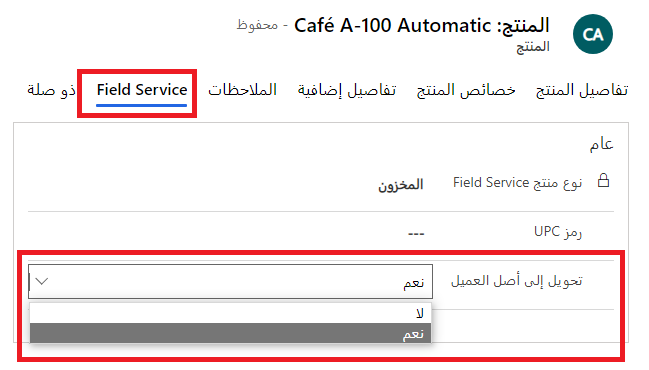 CA
المنتج: Café A-100 Automatic - محفوظ
المنتج
تفاصيل المنتج خصائص المنتج تفاصيل إضافية الملاحظات Field Service ذو صلة
عام
نوع منتج Field Service المخزون
رمز UPC ---
تحويل إلى أصل العميل نعم
لا
نعم